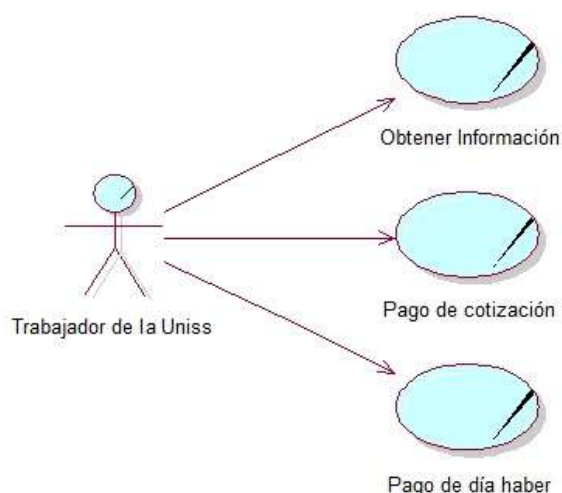 Obtener Información
Trabajador de la Uniss
Pago de cotización
Pago de día haber